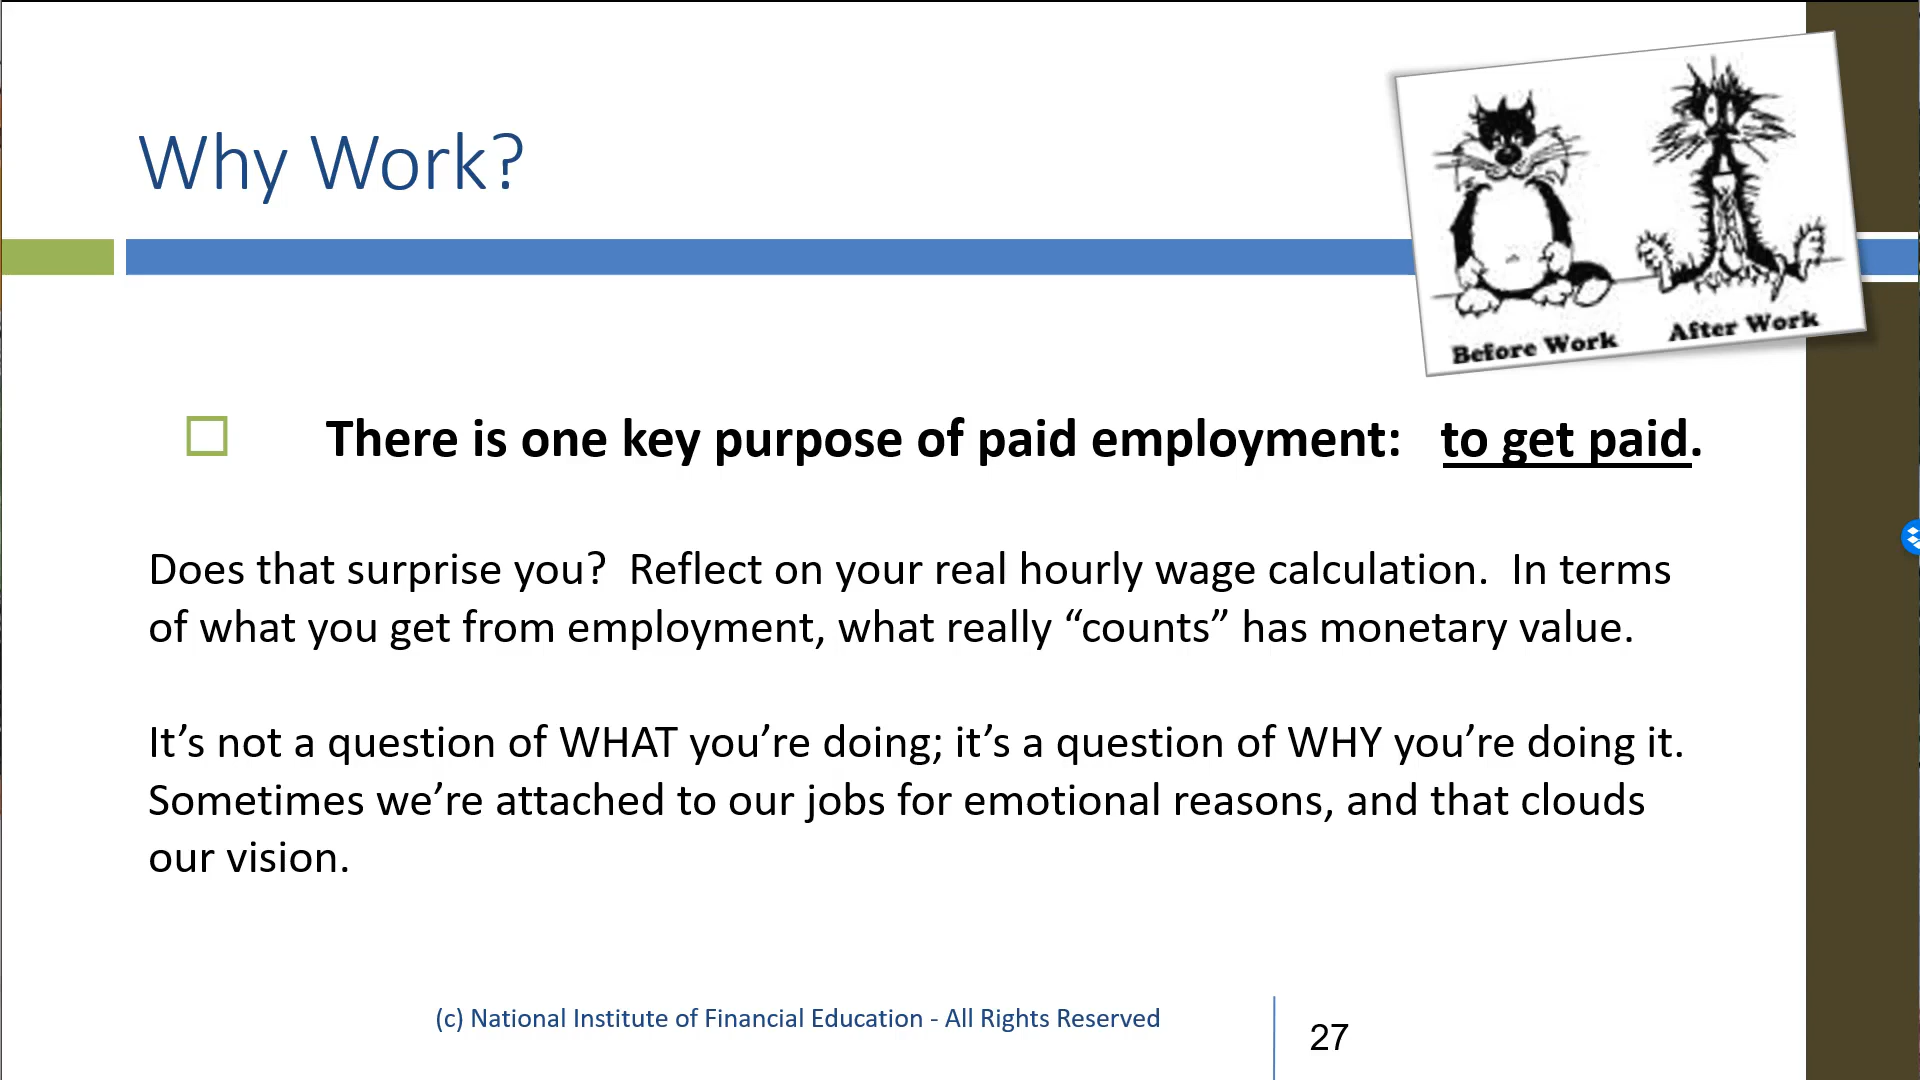 Why Work?
Before Work
After Work
There is one key purpose of paid employment:   to get paid.
Does that surprise you?  Reflect on your real hourly wage calculation.  In terms
of what you get from employment, what really “counts” has monetary value.
It’s not a question of WHAT you’re doing; it’s a question of WHY you’re doing it.
Sometimes we’re attached to our jobs for emotional reasons, and that clouds
our vision.
(c) National Institute of Financial Education - All Rights Reserved
27